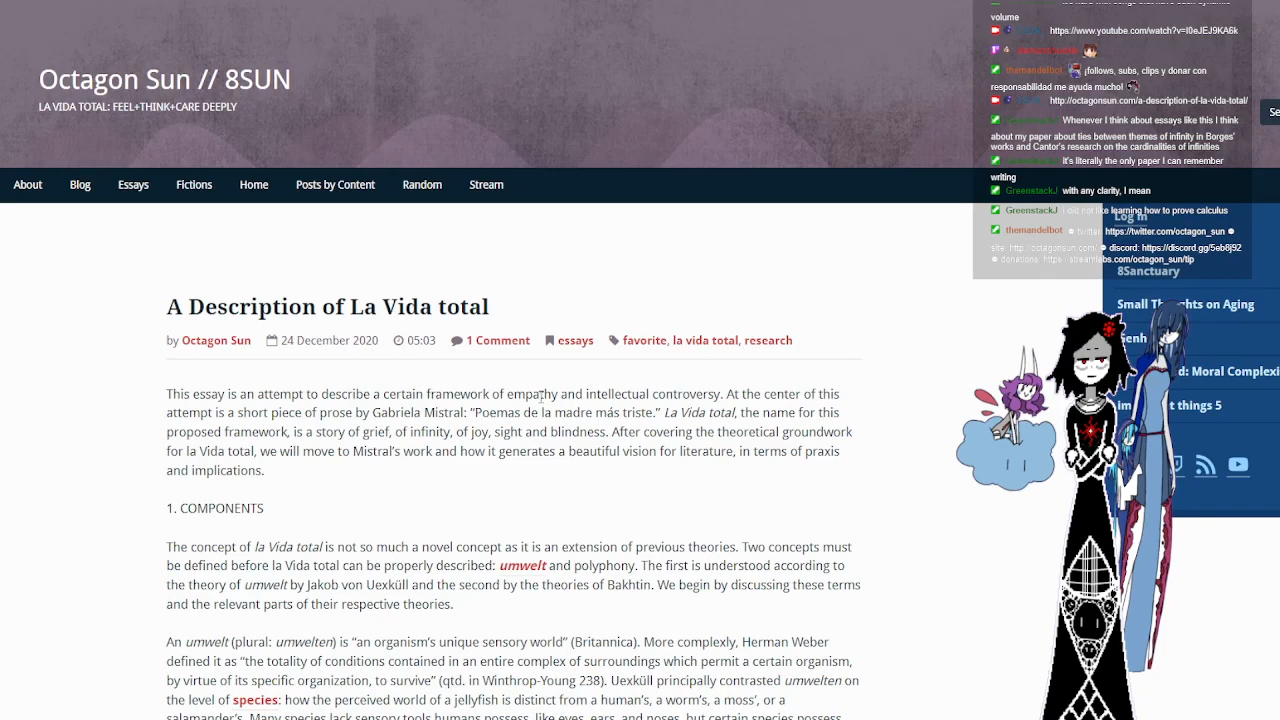 Octagon Sun // 8SUN
LA VIDA TOTAL: FEEL+THINK+CARE DEEPLY
About Blog Essays Fictions Home Posts by Content Random Stream
A Description of La Vida total
by Octagon Sun 24 December 2020 05:03 1 Comment essays favorite, la vida total, research
This essay is an attempt to describe a certain framework of empathy and intellectual controversy. At the center of this
attempt is a short piece of prose by Gabriela Mistral: “Poemas de la madre más triste.” La Vida total, the name for this
proposed framework, is a story of grief, of infinity, of joy, sight and blindness. After covering the theoretical groundwork
for la Vida total, we will move to Mistral’s work and how it generates a beautiful vision for literature, in terms of praxis
and implications.
1. COMPONENTS
The concept of la Vida total is not so much a novel concept as it is an extension of previous theories. Two concepts must
be defined before la Vida total can be properly described: umwelt and polyphony. The first is understood according to
the theory of umwelt by Jakob von Uexküll and the second by the theories of Bakhtin. We begin by discussing these terms
and the relevant parts of their respective theories.
An umwelt (plural: umwelten) is “an organism’s unique sensory world” (Britannica). More complexly, Herman Weber
defined it as “the totality of conditions contained in an entire complex of surroundings which permit a certain organism,
by virtue of its specific organization, to survive” (qtd. in Winthrop-Young 238). Uexküll principally contrasted umwelten on
the level of species: how the perceived world of a jellyfish is distinct from a human’s, a worm’s, a moss’, or a
salamander’s. Many species lack sensory tools humans possess, like eyes, ears, and noses, but certain species possess
volume
https://www.youtube.com/watch?v=I0eJEJ9KA6k
4
themandelbot ¡follows, subs, clips y donar con
responsabilidad me ayuda mucho!
http://octagonsun.com/a-description-of-la-vida-total/
Whenever I think about essays like this I think
about my paper about ties between themes of infinity in Borges'
works and Cantor's research on the cardinalities of infinities
It's literally the only paper I can remember
writing
GreenstackJ with any clarity, I mean
GreenstackJ I did not like learning how to prove calculus
themandelbot twitter: https://twitter.com/octagon_sun
site: http://octagonsun.com/ discord: https://discord.gg/5eb8j92
donations: https://streamlabs.com/octagon_sun/tip
Se
Log in
8Sanctuary
Small Thoughts on Aging
d: Moral Complexi
t things 5